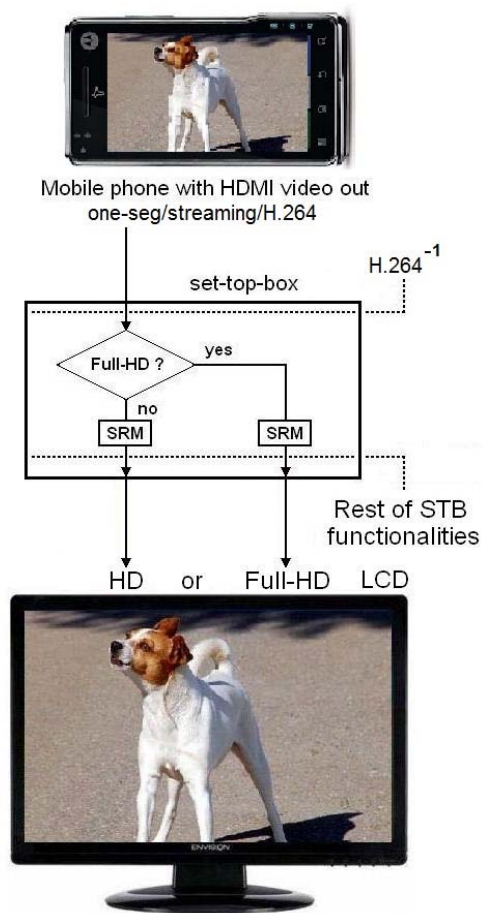 Mobile phone with HDMI video out
one-seg/streaming/H.264
H.264⁻¹
set-top-box
Full-HD ?
yes
no
SRM
SRM
Rest of STB
functionalities
HD or Full-HD LCD
ENVISION